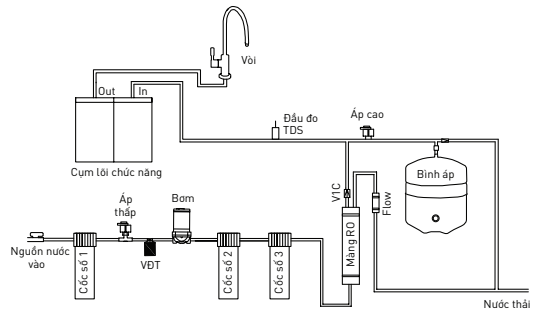 Vòi
Out
In
Đầu đo
TDS
Áp cao
Cụm lõi chức năng
Bình áp
Áp
thấp
Bơm
V1C
Flow
Màng RO
Nguồn nước
vào
Cốc số 1
VĐT
Cốc số 2
Cốc số 3
Nước thải